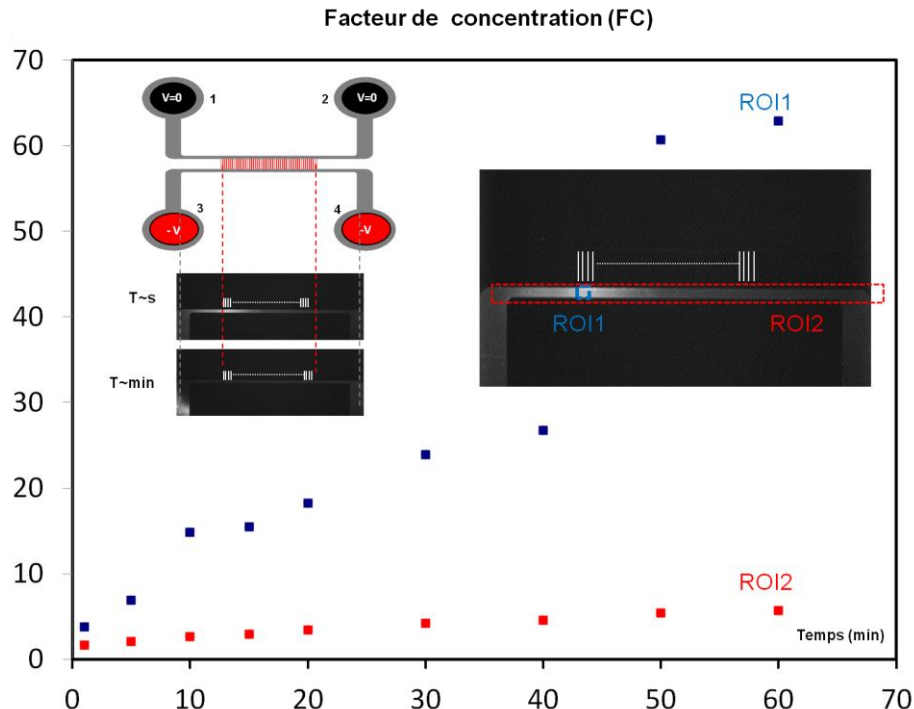 Facteur de concentration (FC)
70
60
50
40
30
20
10
0
V=0
1
2
V=0
3
4
-V
-V
T~s
T~min
ROI1
ROI1
ROI2
ROI2
Temps (min)
0
10
20
30
40
50
60
70